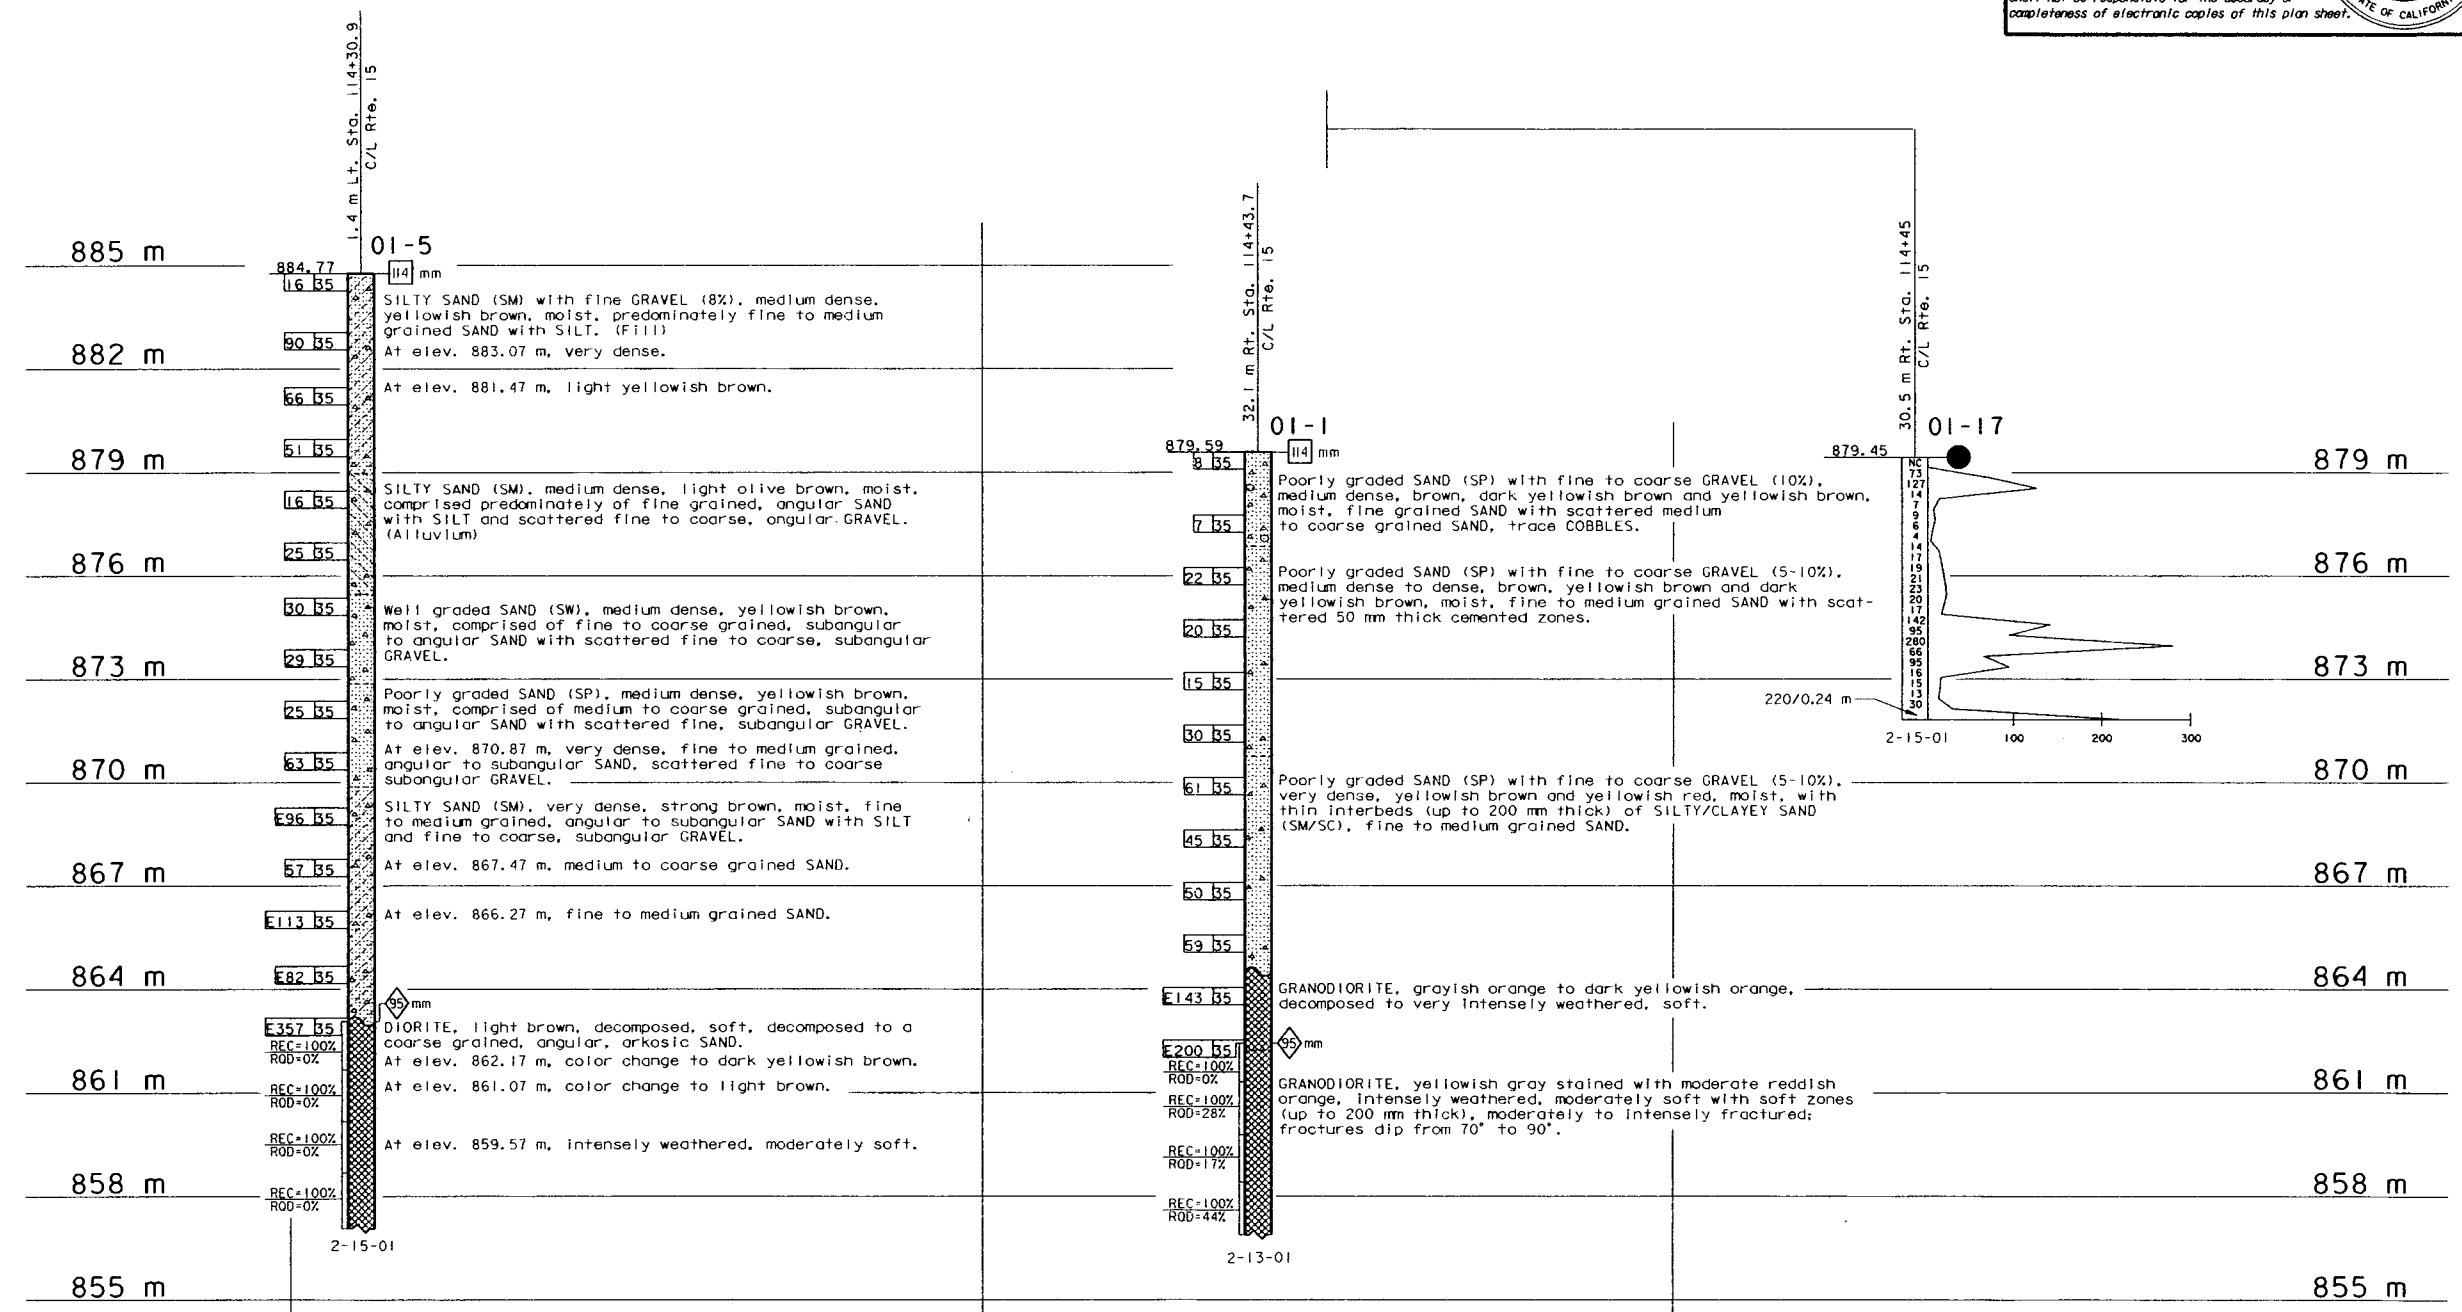 completeness of electronic copies of this plan sheet.
ATE OF CALIFORN
885 m
882 m
879 m
876 m
873 m
870 m
867 m
864 m
861 m
858 m
855 m
1.4 m Lt. Sta. 114+30.9
C/L Rte. 15
01-5
884.77
114 mm
16 35
90 35
66 35
51 35
16 35
25 35
30 35
29 35
25 35
63 35
E96 35
57 35
E113 35
E82 35
E357 35
REC=100%
RQD=0%
REC=100%
RQD=0%
REC=100%
RQD=0%
REC=100%
RQD=0%
SILTY SAND (SM) with fine GRAVEL (8%), medium dense,
yellowish brown, moist, predominately fine to medium
grained SAND with SILT. (Fill)
At elev. 883.07 m, very dense.
At elev. 881.47 m, light yellowish brown.
SILTY SAND (SM), medium dense, light olive brown, moist,
comprised predominately of fine grained, angular SAND
with SILT and scattered fine to coarse, angular GRAVEL.
(Alluvium)
Well graded SAND (SW), medium dense, yellowish brown,
moist, comprised of fine to coarse grained, subangular
to angular SAND with scattered fine to coarse, subangular
GRAVEL.
Poorly graded SAND (SP), medium dense, yellowish brown,
moist, comprised of medium to coarse grained, subangular
to angular SAND with scattered fine, subangular GRAVEL.
At elev. 870.87 m, very dense, fine to medium grained,
angular to subangular SAND, scattered fine to coarse
subangular GRAVEL.
SILTY SAND (SM), very dense, strong brown, moist, fine
to medium grained, angular to subangular SAND with SILT
and fine to coarse, subangular GRAVEL.
At elev. 867.47 m, medium to coarse grained SAND.
At elev. 866.27 m, fine to medium grained SAND.
95 mm
DIORITE, light brown, decomposed, soft, decomposed to a
coarse grained, angular, arkosic SAND.
At elev. 862.17 m, color change to dark yellowish brown.
At elev. 861.07 m, color change to light brown.
At elev. 859.57 m, intensely weathered, moderately soft.
2-15-01
32.1 m Rt. Sta. 114+43.7
C/L Rte. 15
01-1
879.59
114 mm
8 35
7 35
22 35
20 35
15 35
30 35
61 35
45 35
50 35
59 35
E143 35
E200 35
REC=100%
RQD=0%
REC=100%
RQD=28%
REC=100%
RQD=17%
REC=100%
RQD=44%
Poorly graded SAND (SP) with fine to coarse GRAVEL (10%),
medium dense, brown, dark yellowish brown and yellowish brown,
moist, fine grained SAND with scattered medium
to coarse grained SAND, trace COBBLES.
Poorly graded SAND (SP) with fine to coarse GRAVEL (5-10%),
medium dense to dense, brown, yellowish brown and dark
yellowish brown, moist, fine to medium grained SAND with scat-
tered 50 mm thick cemented zones.
Poorly graded SAND (SP) with fine to coarse GRAVEL (5-10%),
very dense, yellowish brown and yellowish red, moist, with
thin interbeds (up to 200 mm thick) of SILTY/CLAYEY SAND
(SM/SC), fine to medium grained SAND.
GRANODIORITE, grayish orange to dark yellowish orange,
decomposed to very intensely weathered, soft.
95 mm
GRANODIORITE, yellowish gray stained with moderate reddish
orange, intensely weathered, moderately soft with soft zones
(up to 200 mm thick), moderately to intensely fractured;
fractures dip from 70° to 90°.
2-13-01
30.5 m Rt. Sta. 114+45
C/L Rte. 15
01-17
879.45
NC
73
127
14
7
9
6
4
14
17
19
21
23
20
17
142
95
280
66
95
16
15
13
30
220/0.24 m
2-15-01
100
200
300
879 m
876 m
873 m
870 m
867 m
864 m
861 m
858 m
855 m